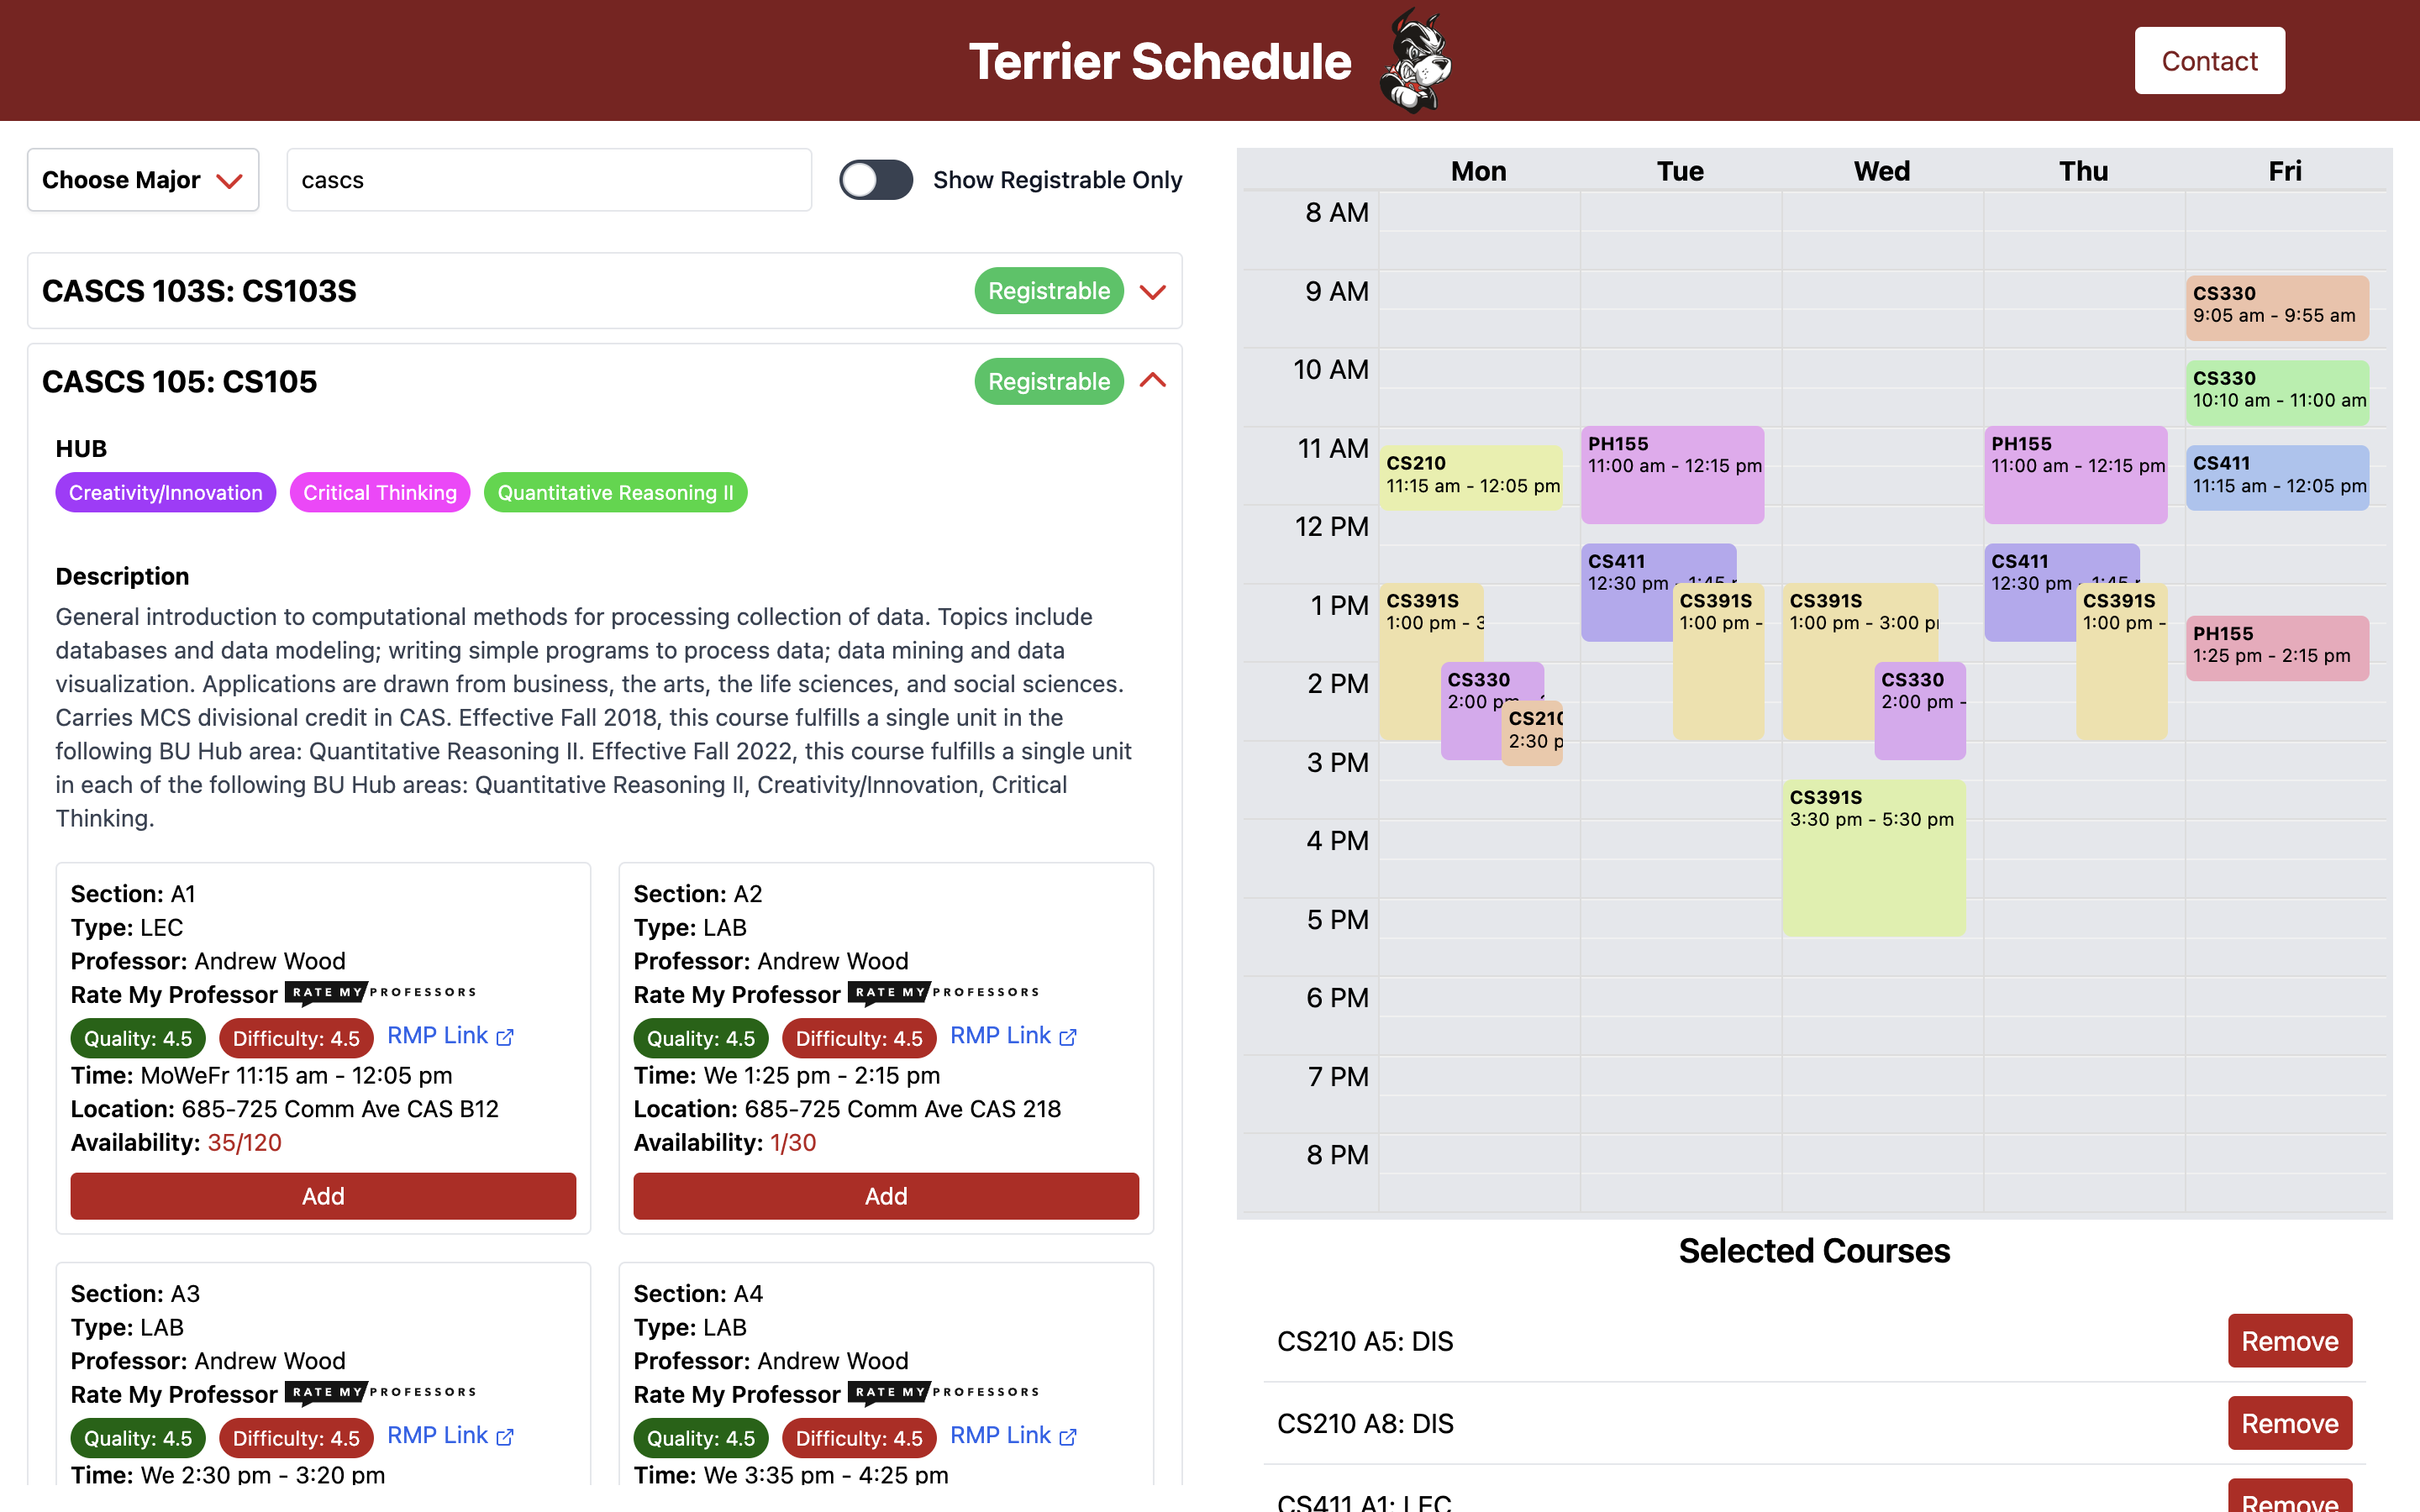 Terrier Schedule
Contact
Choose Major
cascs
Show Registrable Only
CASCS 103S: CS103S
Registrable
CASCS 105: CS105
Registrable
HUB
Creativity/Innovation
Critical Thinking
Quantitative Reasoning II
Description
General introduction to computational methods for processing collection of data. Topics include
databases and data modeling; writing simple programs to process data; data mining and data
visualization. Applications are drawn from business, the arts, the life sciences, and social sciences.
Carries MCS divisional credit in CAS. Effective Fall 2018, this course fulfills a single unit in the
following BU Hub area: Quantitative Reasoning II. Effective Fall 2022, this course fulfills a single unit
in each of the following BU Hub areas: Quantitative Reasoning II, Creativity/Innovation, Critical
Thinking.
Section: A1
Type: LEC
Professor: Andrew Wood
Rate My Professor RATE MY PROFESSORS
Quality: 4.5 Difficulty: 4.5 RMP Link
Time: MoWeFr 11:15 am - 12:05 pm
Location: 685-725 Comm Ave CAS B12
Availability: 35/120
Add
Section: A2
Type: LAB
Professor: Andrew Wood
Rate My Professor RATE MY PROFESSORS
Quality: 4.5 Difficulty: 4.5 RMP Link
Time: We 1:25 pm - 2:15 pm
Location: 685-725 Comm Ave CAS 218
Availability: 1/30
Add
Section: A3
Type: LAB
Professor: Andrew Wood
Rate My Professor RATE MY PROFESSORS
Quality: 4.5 Difficulty: 4.5 RMP Link
Time: We 2:30 pm - 3:20 pm
Section: A4
Type: LAB
Professor: Andrew Wood
Rate My Professor RATE MY PROFESSORS
Quality: 4.5 Difficulty: 4.5 RMP Link
Time: We 3:35 pm - 4:25 pm
Mon Tue Wed Thu Fri
8 AM
9 AM
10 AM
11 AM
12 PM
1 PM
2 PM
3 PM
4 PM
5 PM
6 PM
7 PM
8 PM
CS210
11:15 am - 12:05 pm
CS391S
1:00 pm - 3
CS330
2:00 pm
CS210
2:30 p
PH155
11:00 am - 12:15 pm
CS411
12:30 pm - 1:45
CS391S
1:00 pm -
CS391S
1:00 pm - 3:00 p
CS330
2:00 pm -
CS391S
3:30 pm - 5:30 pm
PH155
11:00 am - 12:15 pm
CS411
12:30 pm - 1:45
CS391S
1:00 pm -
CS330
9:05 am - 9:55 am
CS330
10:10 am - 11:00 am
CS411
11:15 am - 12:05 pm
PH155
1:25 pm - 2:15 pm
Selected Courses
CS210 A5: DIS
Remove
CS210 A8: DIS
Remove
CS411 A1: LEC
Remove